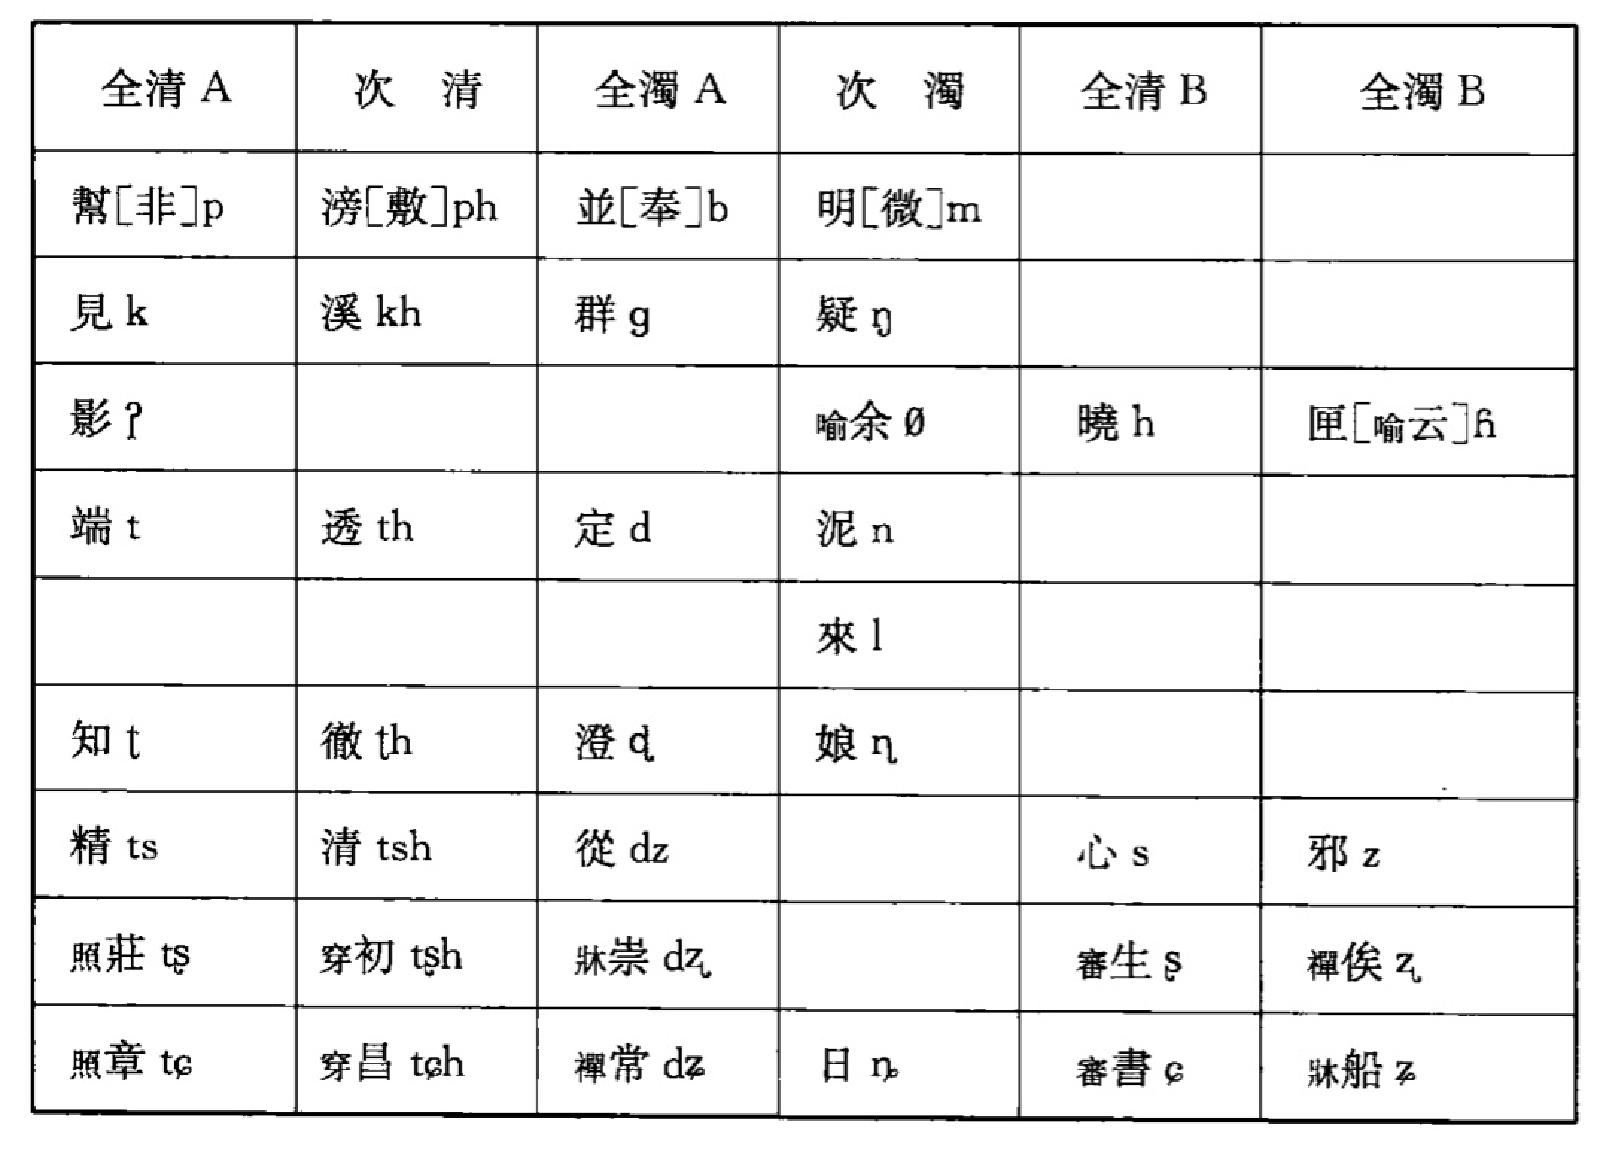 全清 A 次 清 全濁 A 次 濁 全清 B 全濁 B
幫[非]p 滂[敷]ph 並[奉]b 明[微]m
見 k 溪 kh 群 g 疑 ŋ
影 ʔ 喻余 ø 曉 h 匣[喻云]ɦ
端 t 透 th 定 d 泥 n
來 l
知 ʈ 徹 ʈh 澄 ɖ 娘 ɳ
精 ts 清 tsh 從 dz 心 s 邪 z
照莊 tʂ 穿初 tʂh 牀崇 dʐ 審生 ʂ 禪俟 ʐ
照章 tɕ 穿昌 tɕh 禪常 dʑ 日 ȵ 審書 ɕ 牀船 ʑ